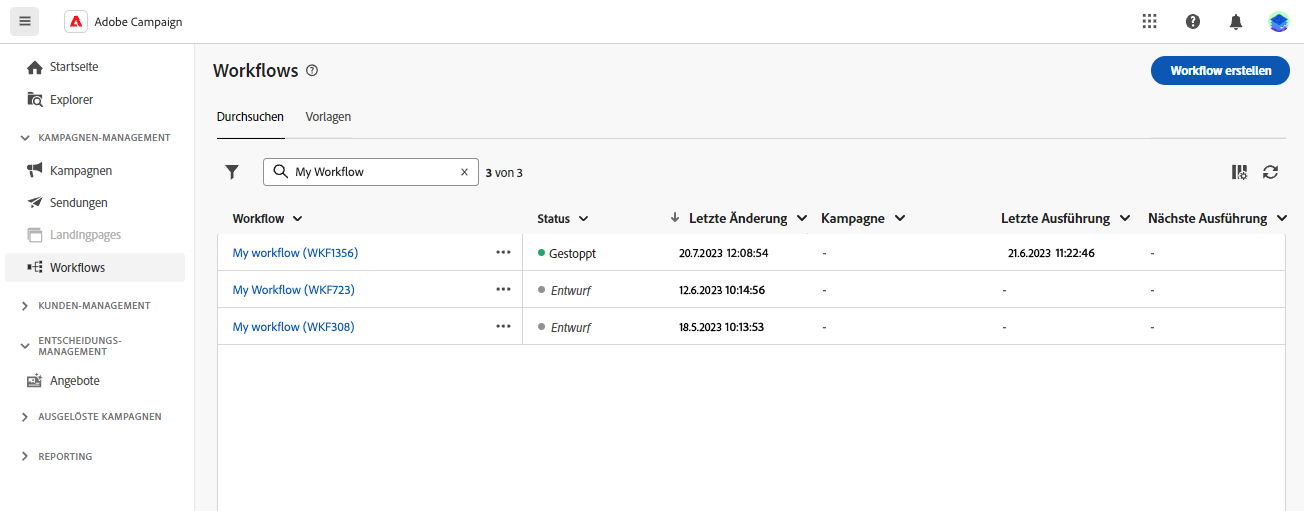 Adobe Campaign
Startseite
Explorer
KAMPAGNEN-MANAGEMENT
Kampagnen
Sendungen
Landingpages
Workflows
KUNDEN-MANAGEMENT
ENTSCHEIDUNGS-
MANAGEMENT
Angebote
AUSGELÖSTE KAMPAGNEN
REPORTING
Workflows
Workflow erstellen
Durchsuchen Vorlagen
My Workflow 3 von 3
Workflow Status Letzte Änderung Kampagne Letzte Ausführung Nächste Ausführung
My workflow (WKF1356) Gestoppt 20.7.2023 12:08:54 - 21.6.2023 11:22:46 -
My Workflow (WKF723) Entwurf 12.6.2023 10:14:56 - - -
My workflow (WKF308) Entwurf 18.5.2023 10:13:53 - - -